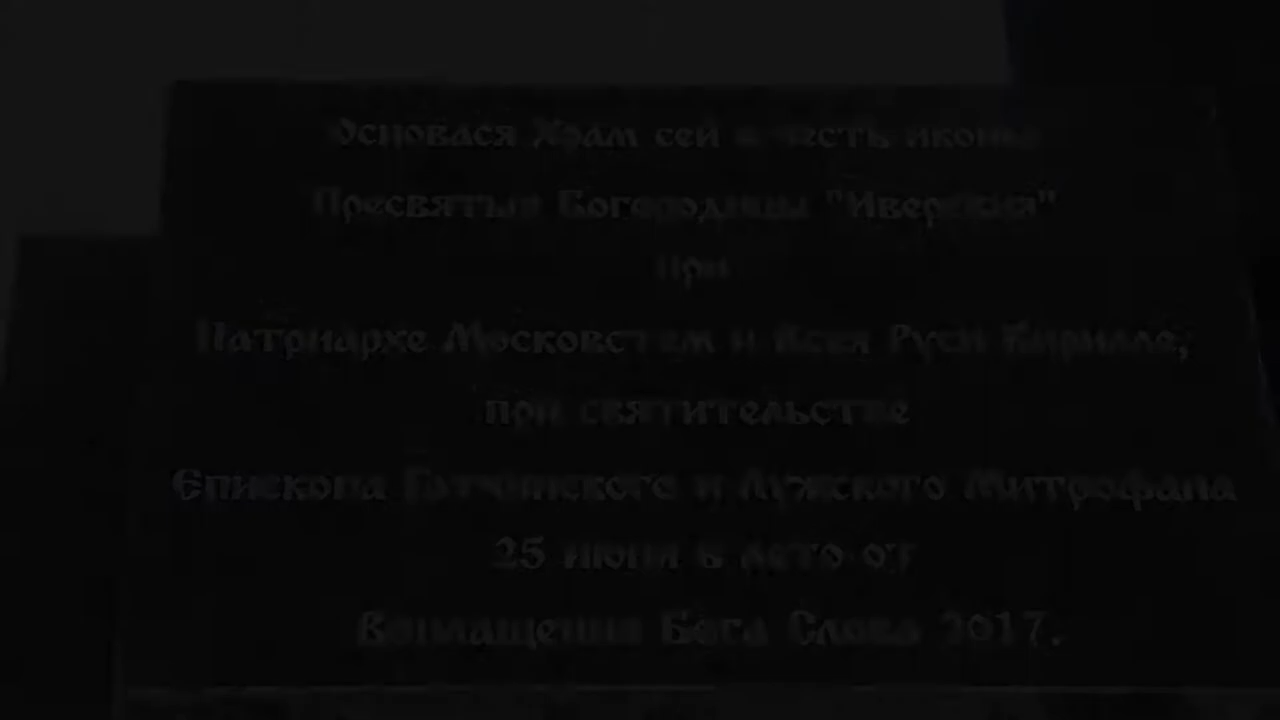 Основася Храм сей в честь иконы
Пресвятыя Богородицы "Иверския"
при
Патриархе Московстем и Всея Руси Кирилле,
при святительстве
Епископа Гатчинского и Лужского Митрофана
25 июня в лето от
Воплащения Бога Слова 2017.